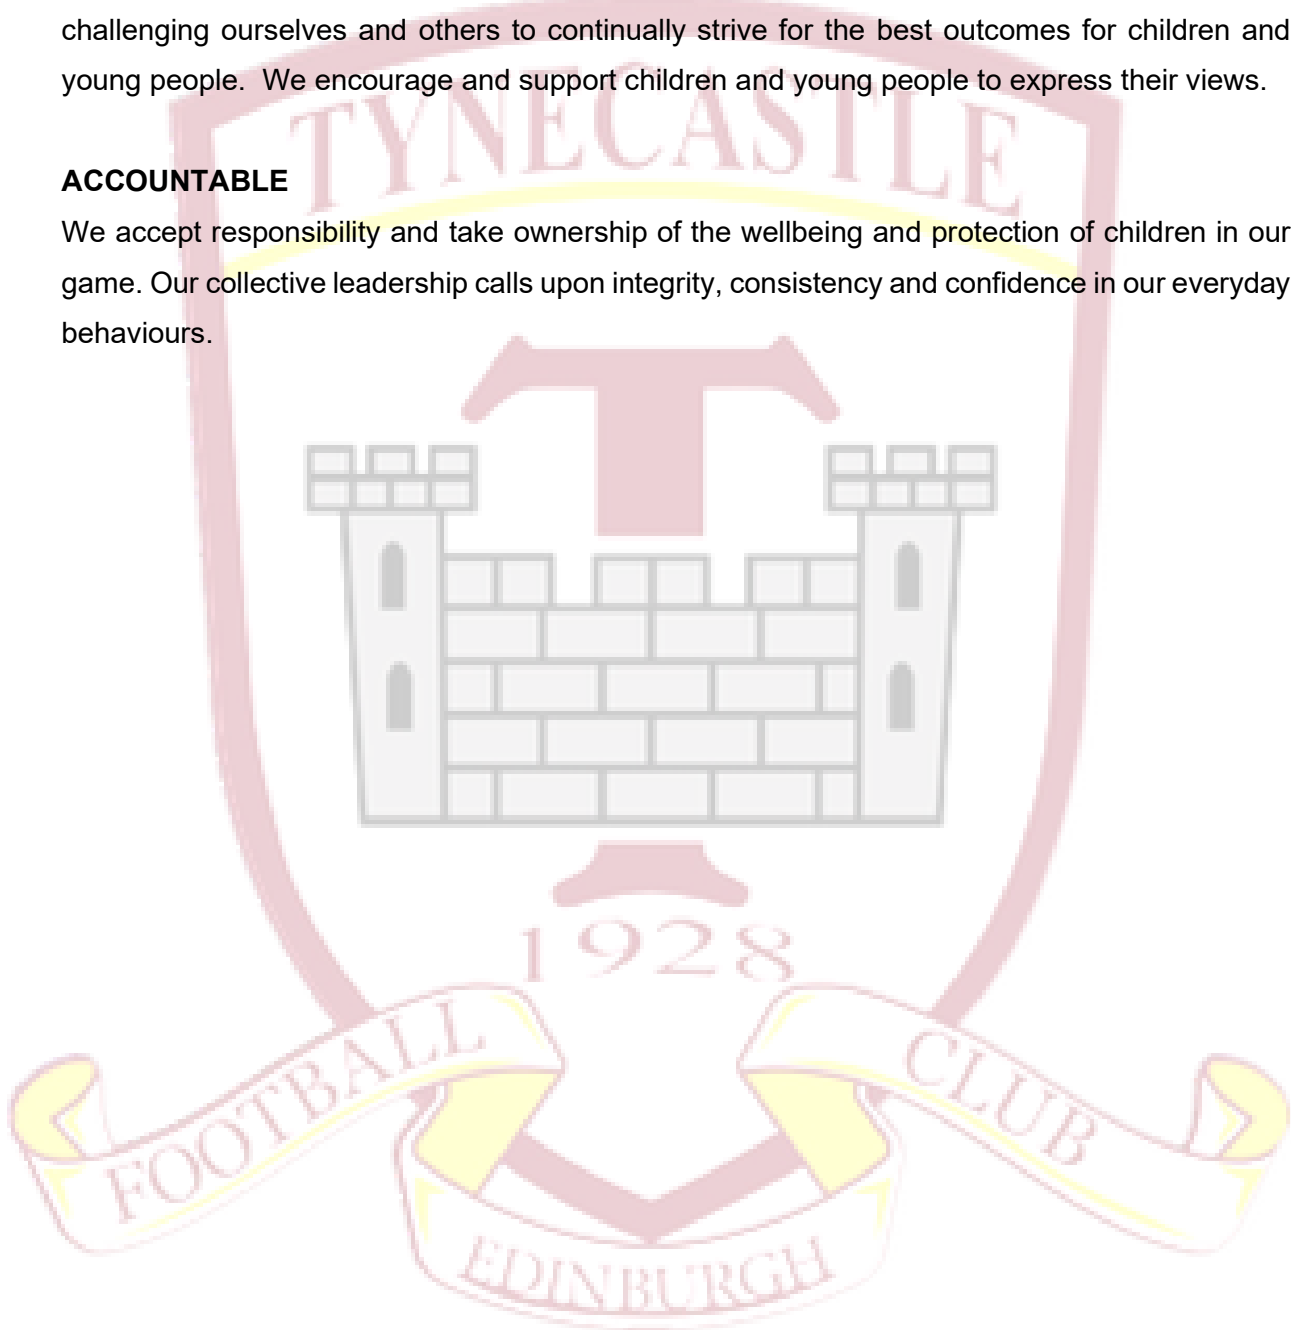 challenging ourselves and others to continually strive for the best outcomes for children and
young people.  We encourage and support children and young people to express their views.
TYNECASTLE
ACCOUNTABLE
We accept responsibility and take ownership of the wellbeing and protection of children in our
game. Our collective leadership calls upon integrity, consistency and confidence in our everyday
behaviours.
T
1928
FOOTBALL
CLUB
EDINBURGH